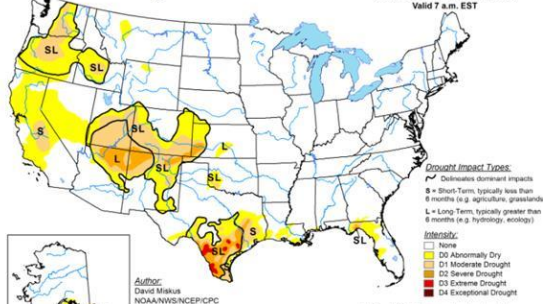 Valid 7 a.m. EST
SL
SL
SL
S
L
L
SL
SL
S
SL
SL
Drought Impact Types:
Delineates dominant impacts
S = Short-Term, typically less than
6 months (e.g. agriculture, grasslands
L = Long-Term, typically greater than
6 months (e.g. hydrology, ecology)
Intensity:
None
D0 Abnormally Dry
D1 Moderate Drought
D2 Severe Drought
D3 Extreme Drought
D4 Exceptional Drought
Author:
David Miskus
NOAA/NWS/NCEP/CPC